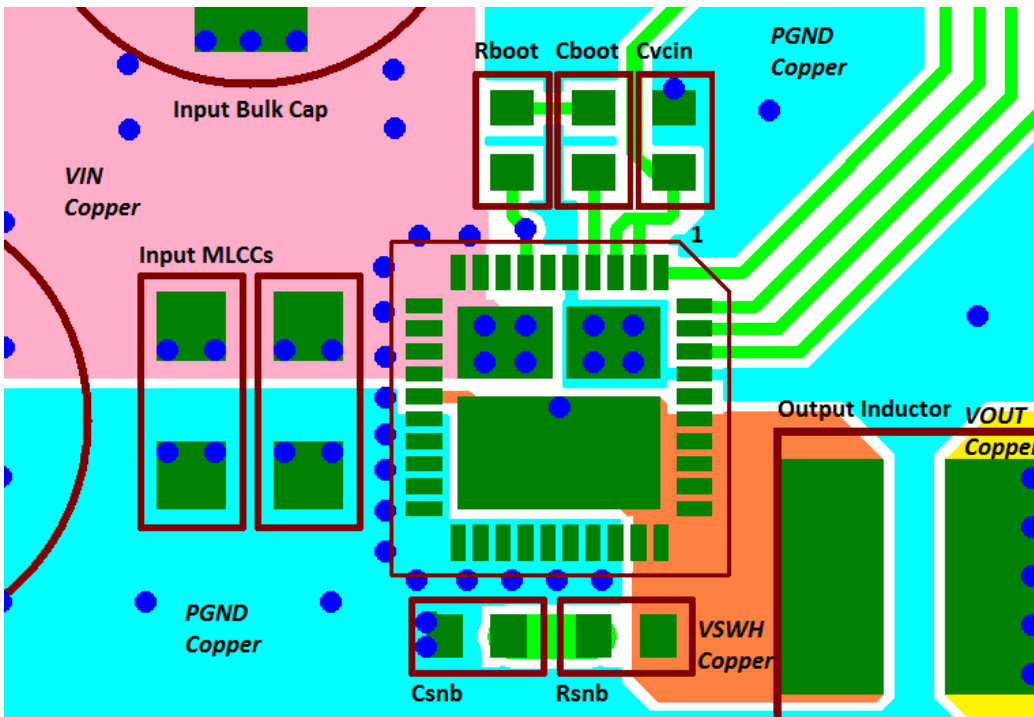 Rboot Cboot Cvcin
PGND
Copper
Input Bulk Cap
VIN
Copper
1
Input MLCCs
Output Inductor
VOUT
Copper
PGND
Copper
VSWH
Copper
Csnb
Rsnb